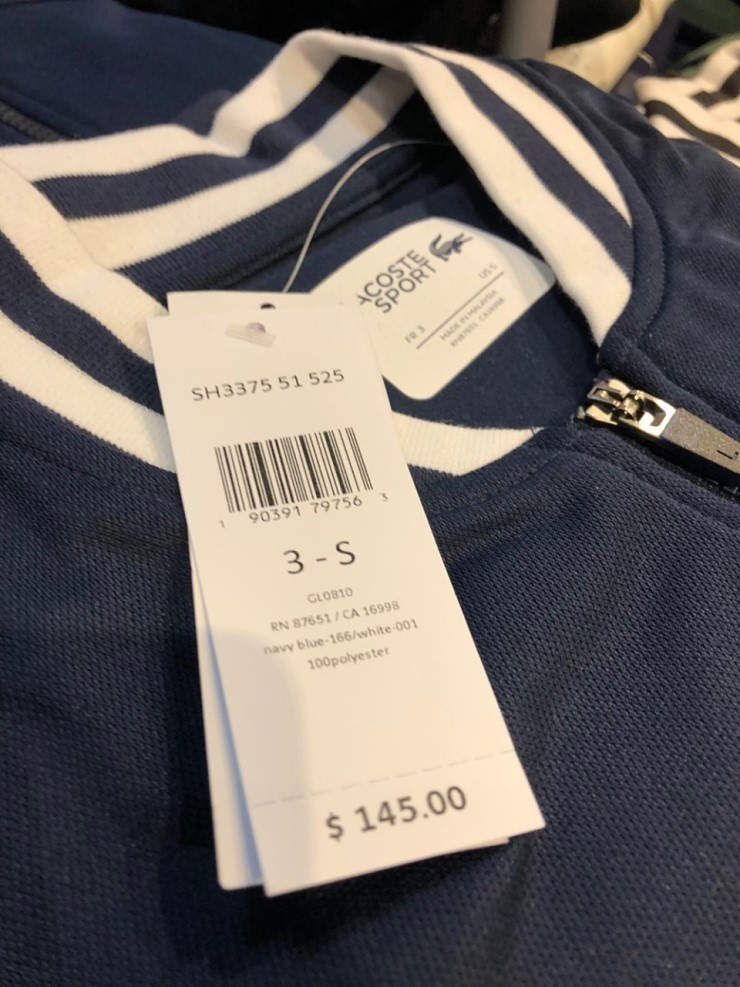 LACOSTE
SPORT
FR 3
US S
MADE IN MALAYSIA
SH3375 51 525
1 90391 79756 3
3 - S
GL0810
RN 87651 / CA 16998
navy blue-166/white-001
100polyester
$ 145.00